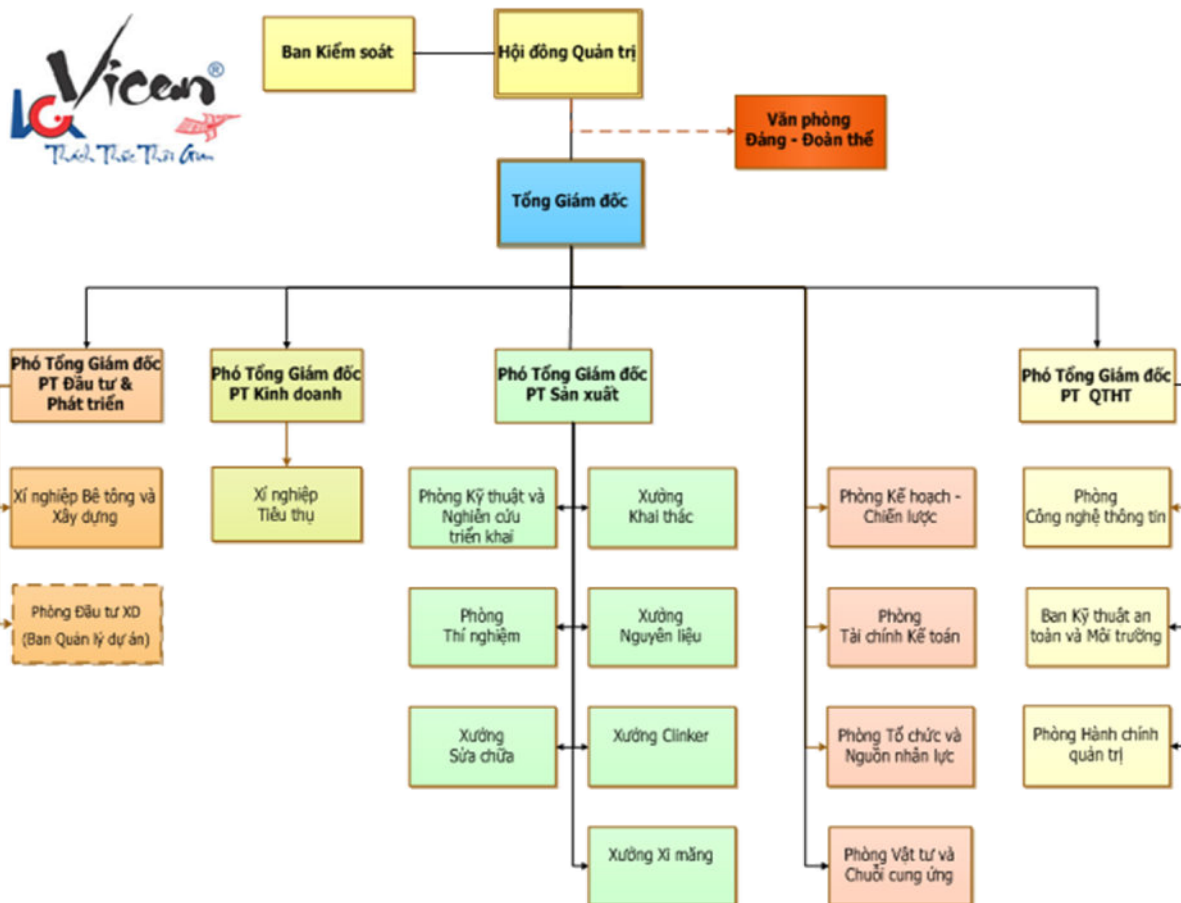 Vicem®
Thách Thức Thời Gian
Ban Kiểm soát
Hội đồng Quản trị
Văn phòng
Đảng - Đoàn thể
Tổng Giám đốc
Phó Tổng Giám đốc
PT Đầu tư &
Phát triển
Phó Tổng Giám đốc
PT Kinh doanh
Phó Tổng Giám đốc
PT Sản xuất
Phó Tổng Giám đốc
PT QTHT
Xí nghiệp Bê tông và
Xây dựng
Xí nghiệp
Tiêu thụ
Phòng Kỹ thuật và
Nghiên cứu
triển khai
Xưởng
Khai thác
Phòng Kế hoạch -
Chiến lược
Phòng
Công nghệ thông tin
Phòng Đầu tư XD
(Ban Quản lý dự án)
Phòng
Thí nghiệm
Xưởng
Nguyên liệu
Phòng
Tài chính Kế toán
Ban Kỹ thuật an
toàn và Môi trường
Xưởng
Sửa chữa
Xưởng Clinker
Phòng Tổ chức và
Nguồn nhân lực
Phòng Hành chính
quản trị
Xưởng Xi măng
Phòng Vật tư và
Chuỗi cung ứng